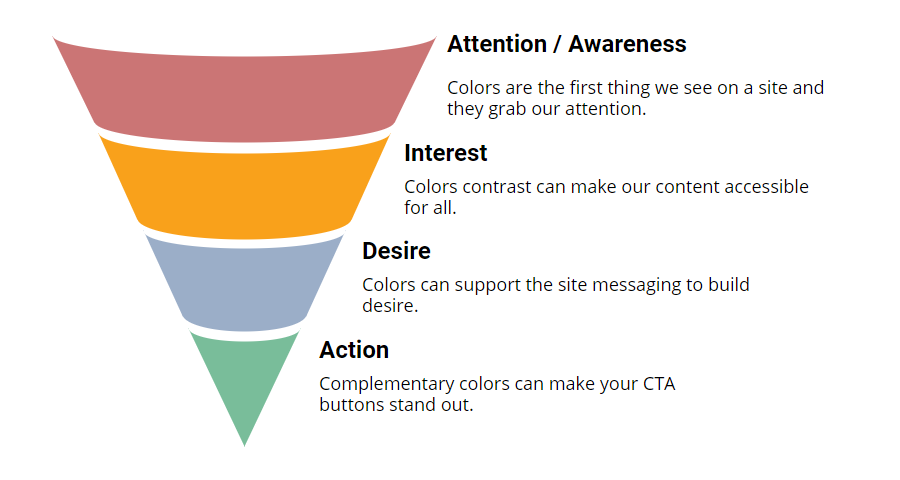 Attention / Awareness
Colors are the first thing we see on a site and
they grab our attention.
Interest
Colors contrast can make our content accessible
for all.
Desire
Colors can support the site messaging to build
desire.
Action
Complementary colors can make your CTA
buttons stand out.